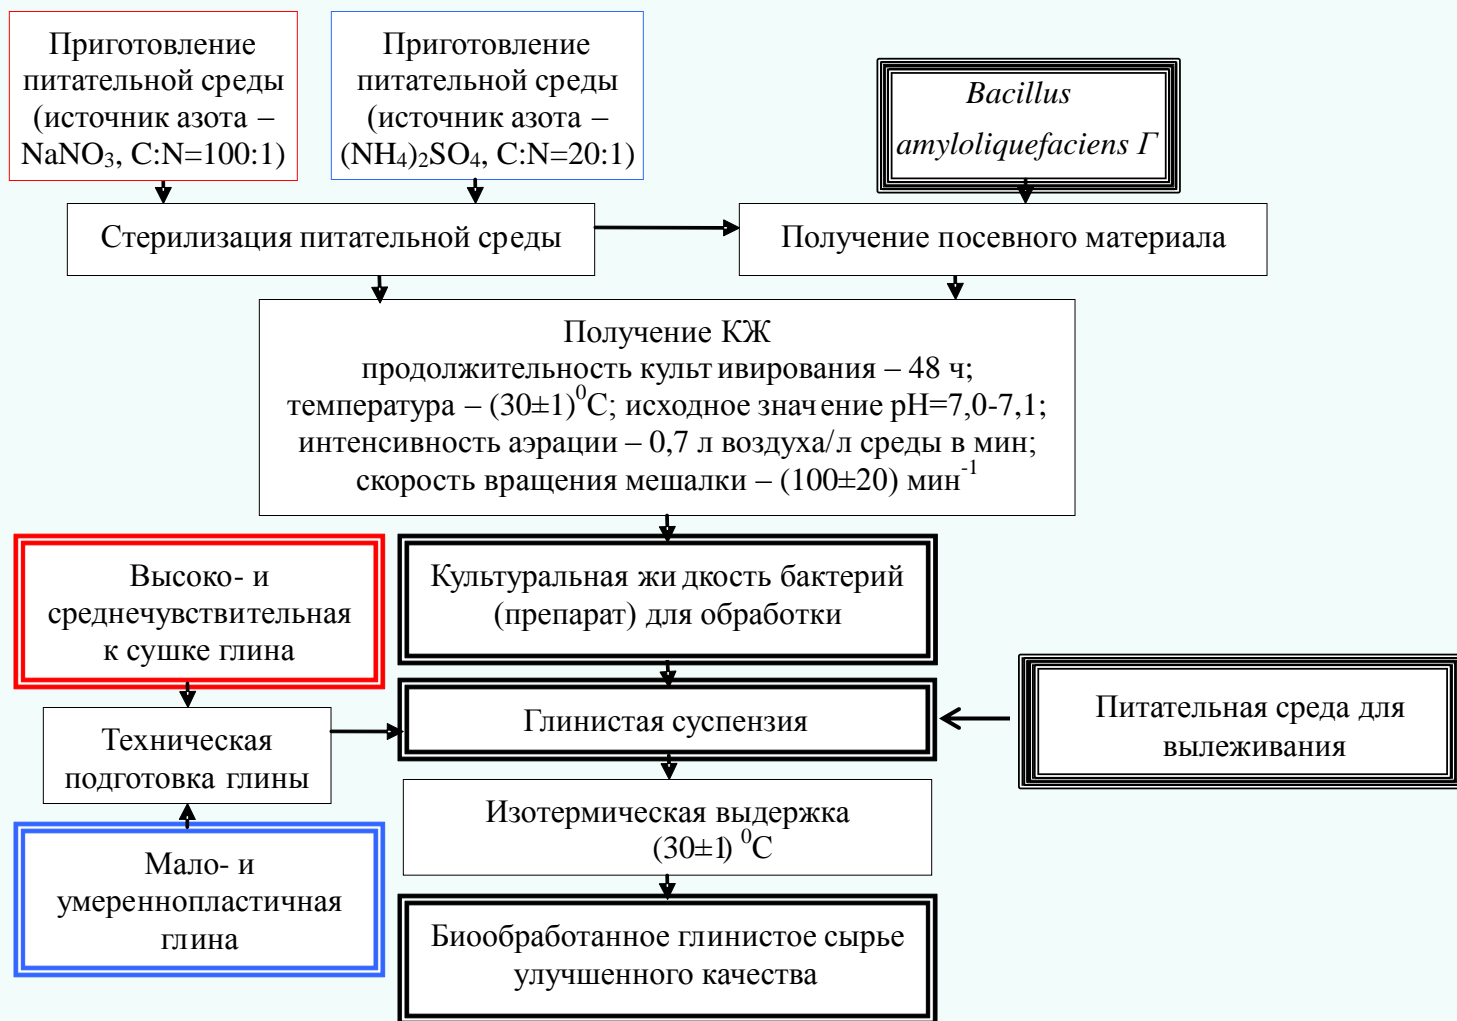 Приготовление
питательной среды
(источник азота –
NaNO₃, C:N=100:1)
Приготовление
питательной среды
(источник азота –
(NH₄)₂SO₄, C:N=20:1)
Bacillus
amyloliquefaciens Г
Стерилизация питательной среды
Получение посевного материала
Получение КЖ
продолжительность культивирования – 48 ч;
температура – (30±1)⁰С; исходное значение рН=7,0-7,1;
интенсивность аэрации – 0,7 л воздуха/л среды в мин;
скорость вращения мешалки – (100±20) мин⁻¹
Высоко- и
среднечувствительная
к сушке глина
Культуральная жидкость бактерий
(препарат) для обработки
Техническая
подготовка глины
Глинистая суспензия
Питательная среда для
вылеживания
Мало- и
умереннопластичная
глина
Изотермическая выдержка
(30±1) ⁰С
Биообработанное глинистое сырье
улучшенного качества